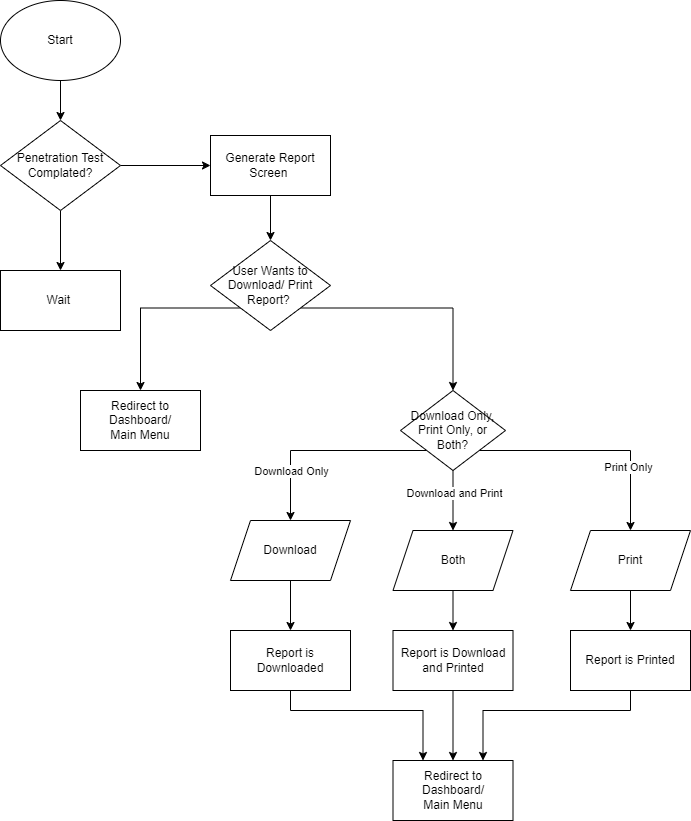 Start
Penetration Test
Complated?
Generate Report
Screen
Wait
User Wants to
Download/ Print
Report?
Redirect to
Dashboard/
Main Menu
Download Only,
Print Only, or
Both?
Download Only
Download and Print
Print Only
Download
Both
Print
Report is
Downloaded
Report is Download
and Printed
Report is Printed
Redirect to
Dashboard/
Main Menu